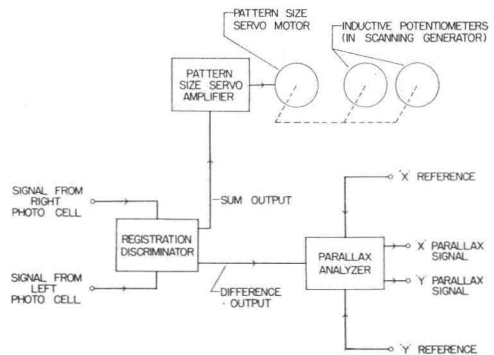 PATTERN SIZE
SERVO MOTOR
INDUCTIVE POTENTIOMETERS
(IN SCANNING GENERATOR)
PATTERN
SIZE SERVO
AMPLIFIER
SIGNAL FROM
RIGHT
PHOTO CELL
SUM OUTPUT
"X" REFERENCE
REGISTRATION
DISCRIMINATOR
PARALLAX
ANALYZER
"X" PARALLAX
SIGNAL
"Y" PARALLAX
SIGNAL
SIGNAL FROM
LEFT
PHOTO CELL
DIFFERENCE
OUTPUT
"Y" REFERENCE